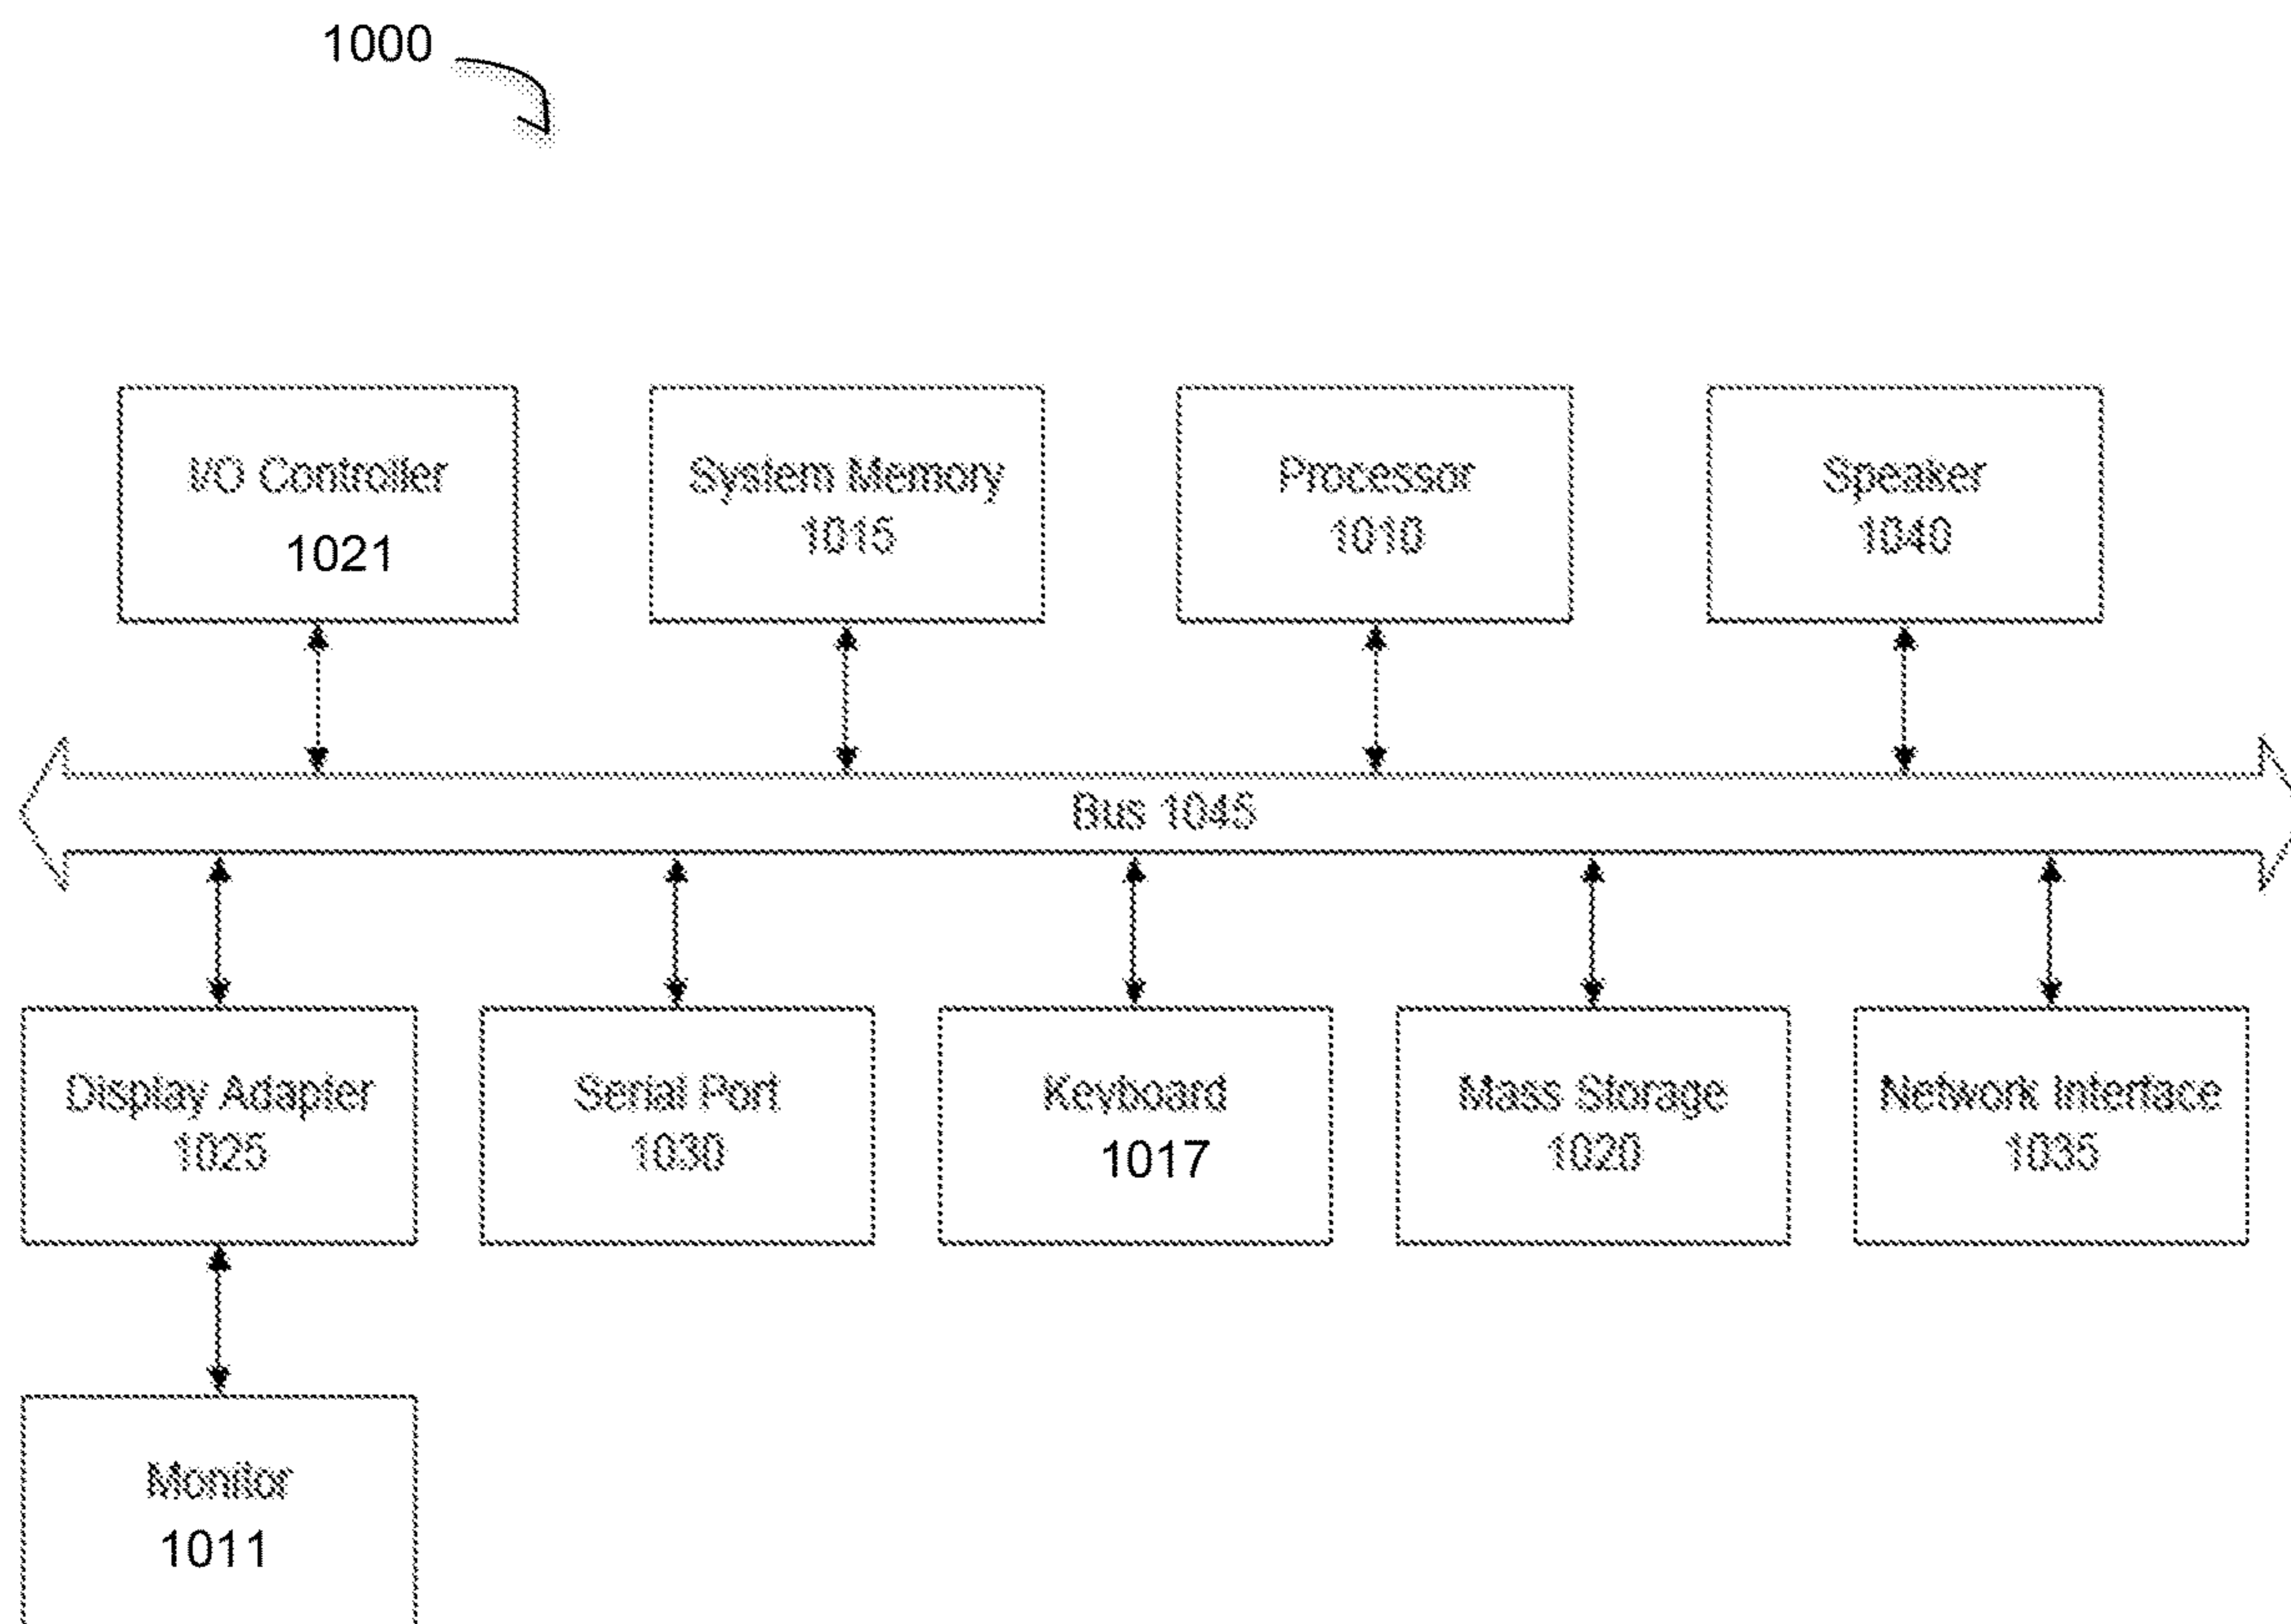 1000
I/O Controller
1021
System Memory
1015
Processor
1010
Speaker
1040
Bus 1045
Display Adapter
1025
Serial Port
1030
Keyboard
1017
Mass Storage
1020
Network Interface
1035
Monitor
1011